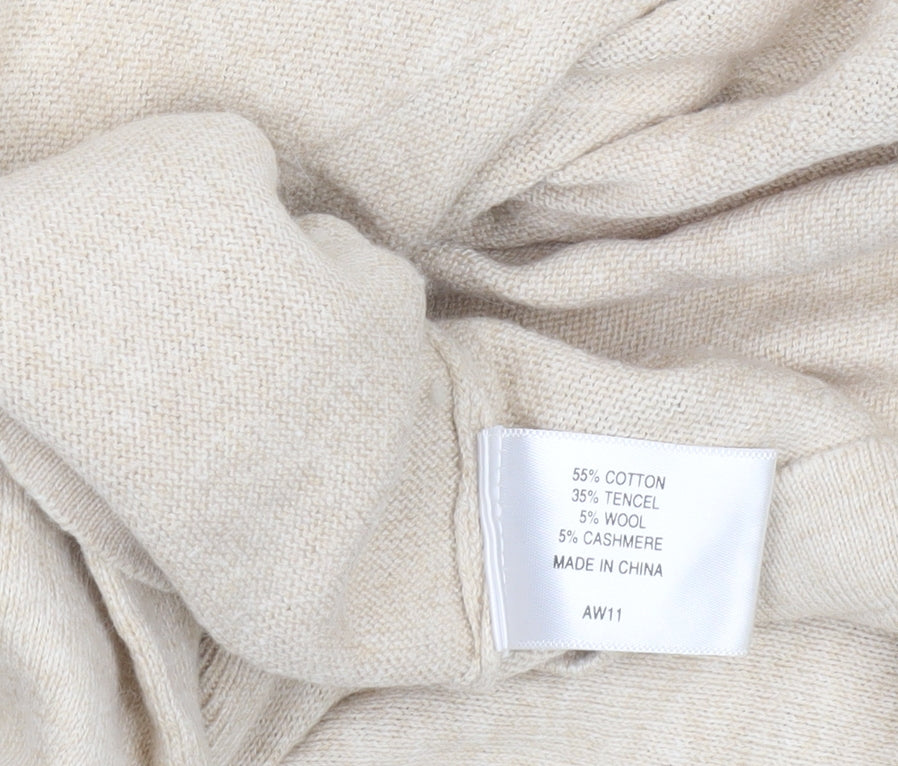 55% COTTON
35% TENCEL
5% WOOL
5% CASHMERE
MADE IN CHINA
AW11